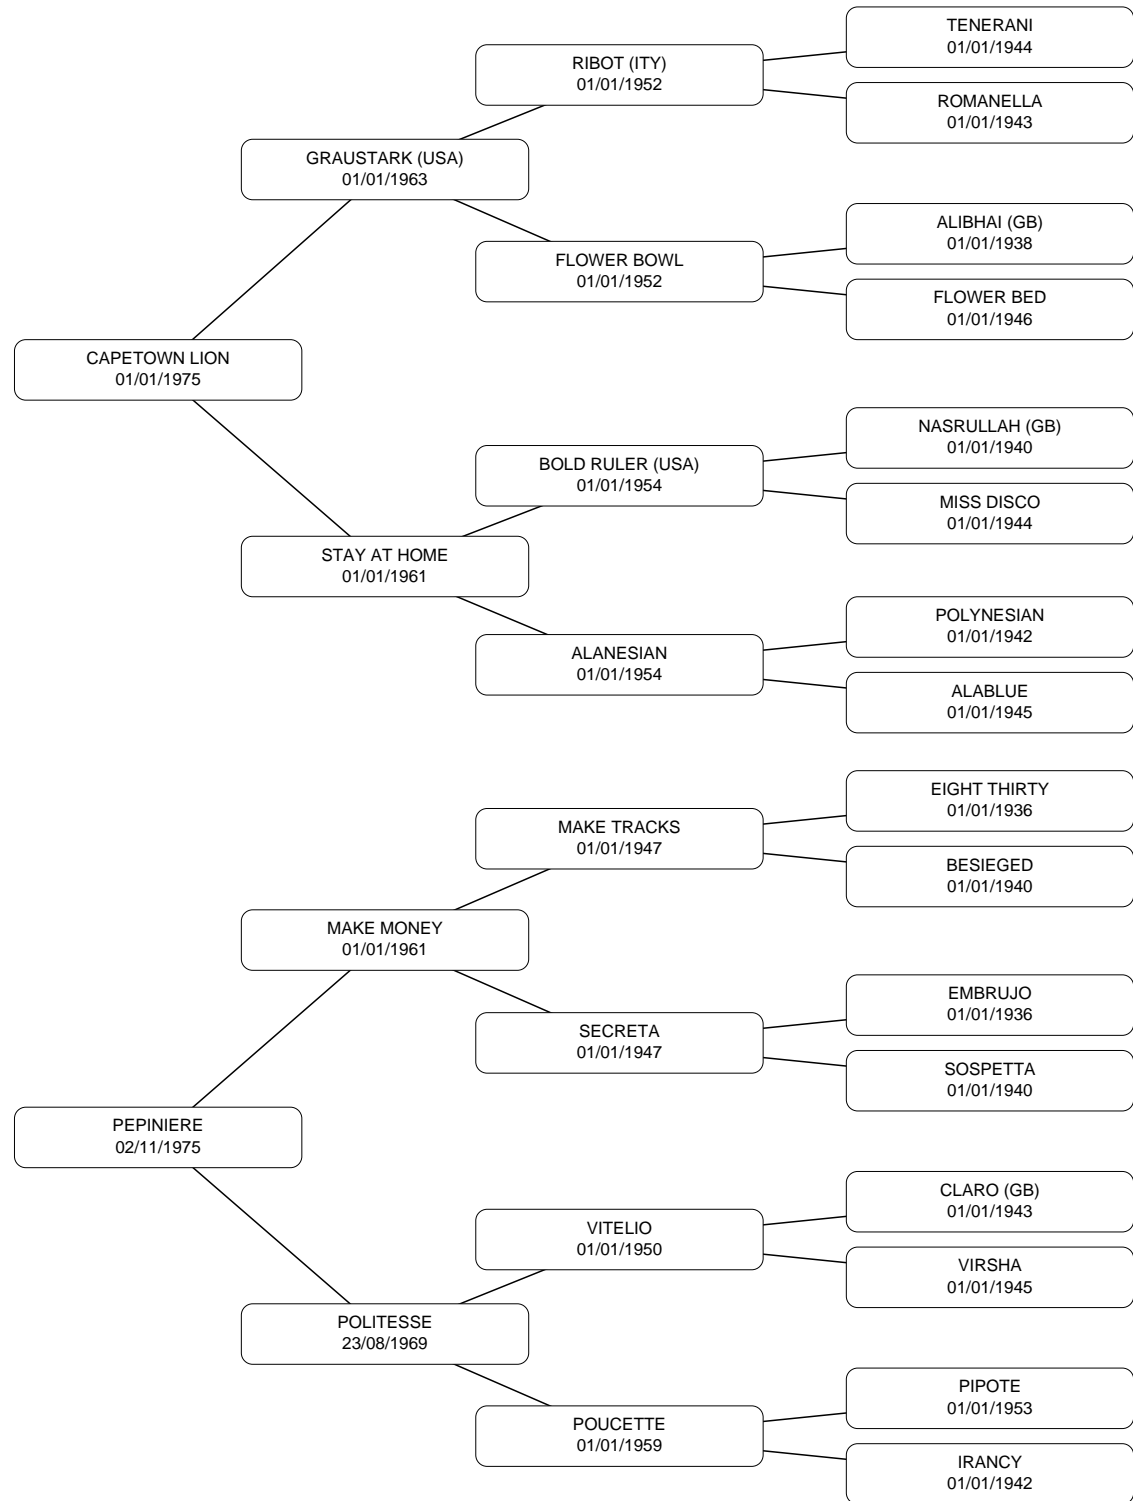 TENERANI
01/01/1944
RIBOT (ITY)
01/01/1952
ROMANELLA
01/01/1943
GRAUSTARK (USA)
01/01/1963
ALIBHAI (GB)
01/01/1938
FLOWER BOWL
01/01/1952
FLOWER BED
01/01/1946
CAPETOWN LION
01/01/1975
NASRULLAH (GB)
01/01/1940
BOLD RULER (USA)
01/01/1954
MISS DISCO
01/01/1944
STAY AT HOME
01/01/1961
POLYNESIAN
01/01/1942
ALANESIAN
01/01/1954
ALABLUE
01/01/1945
EIGHT THIRTY
01/01/1936
MAKE TRACKS
01/01/1947
BESIEGED
01/01/1940
MAKE MONEY
01/01/1961
EMBRUJO
01/01/1936
SECRETA
01/01/1947
SOSPETTA
01/01/1940
PEPINIERE
02/11/1975
CLARO (GB)
01/01/1943
VITELIO
01/01/1950
VIRSHA
01/01/1945
POLITESSE
23/08/1969
PIPOTE
01/01/1953
POUCETTE
01/01/1959
IRANCY
01/01/1942